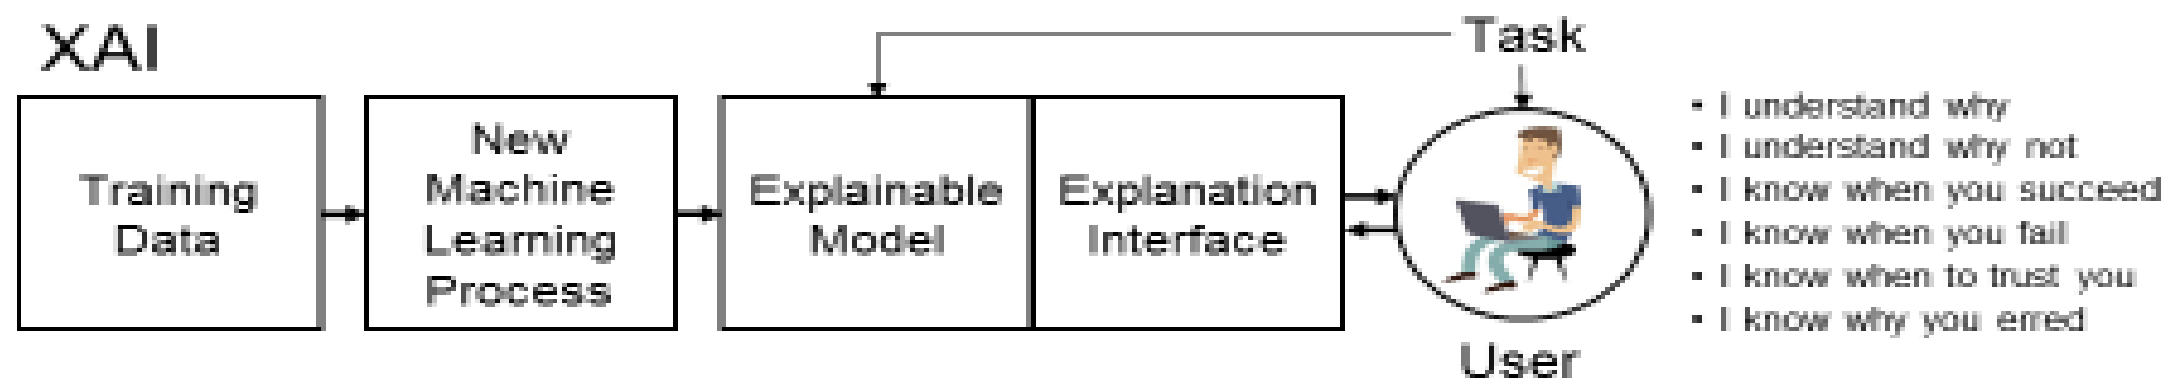 XAI
Task
Training
Data
New
Machine
Learning
Process
Explainable
Model
Explanation
Interface
User
▪ I understand why
▪ I understand why not
▪ I know when you succeed
▪ I know when you fail
▪ I know when to trust you
▪ I know why you erred